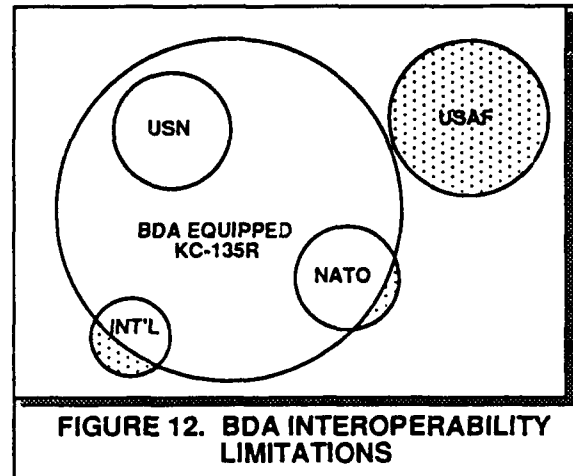 USN
USAF
BDA EQUIPPED
KC-135R
NATO
INT'L
FIGURE 12. BDA INTEROPERABILITY
LIMITATIONS